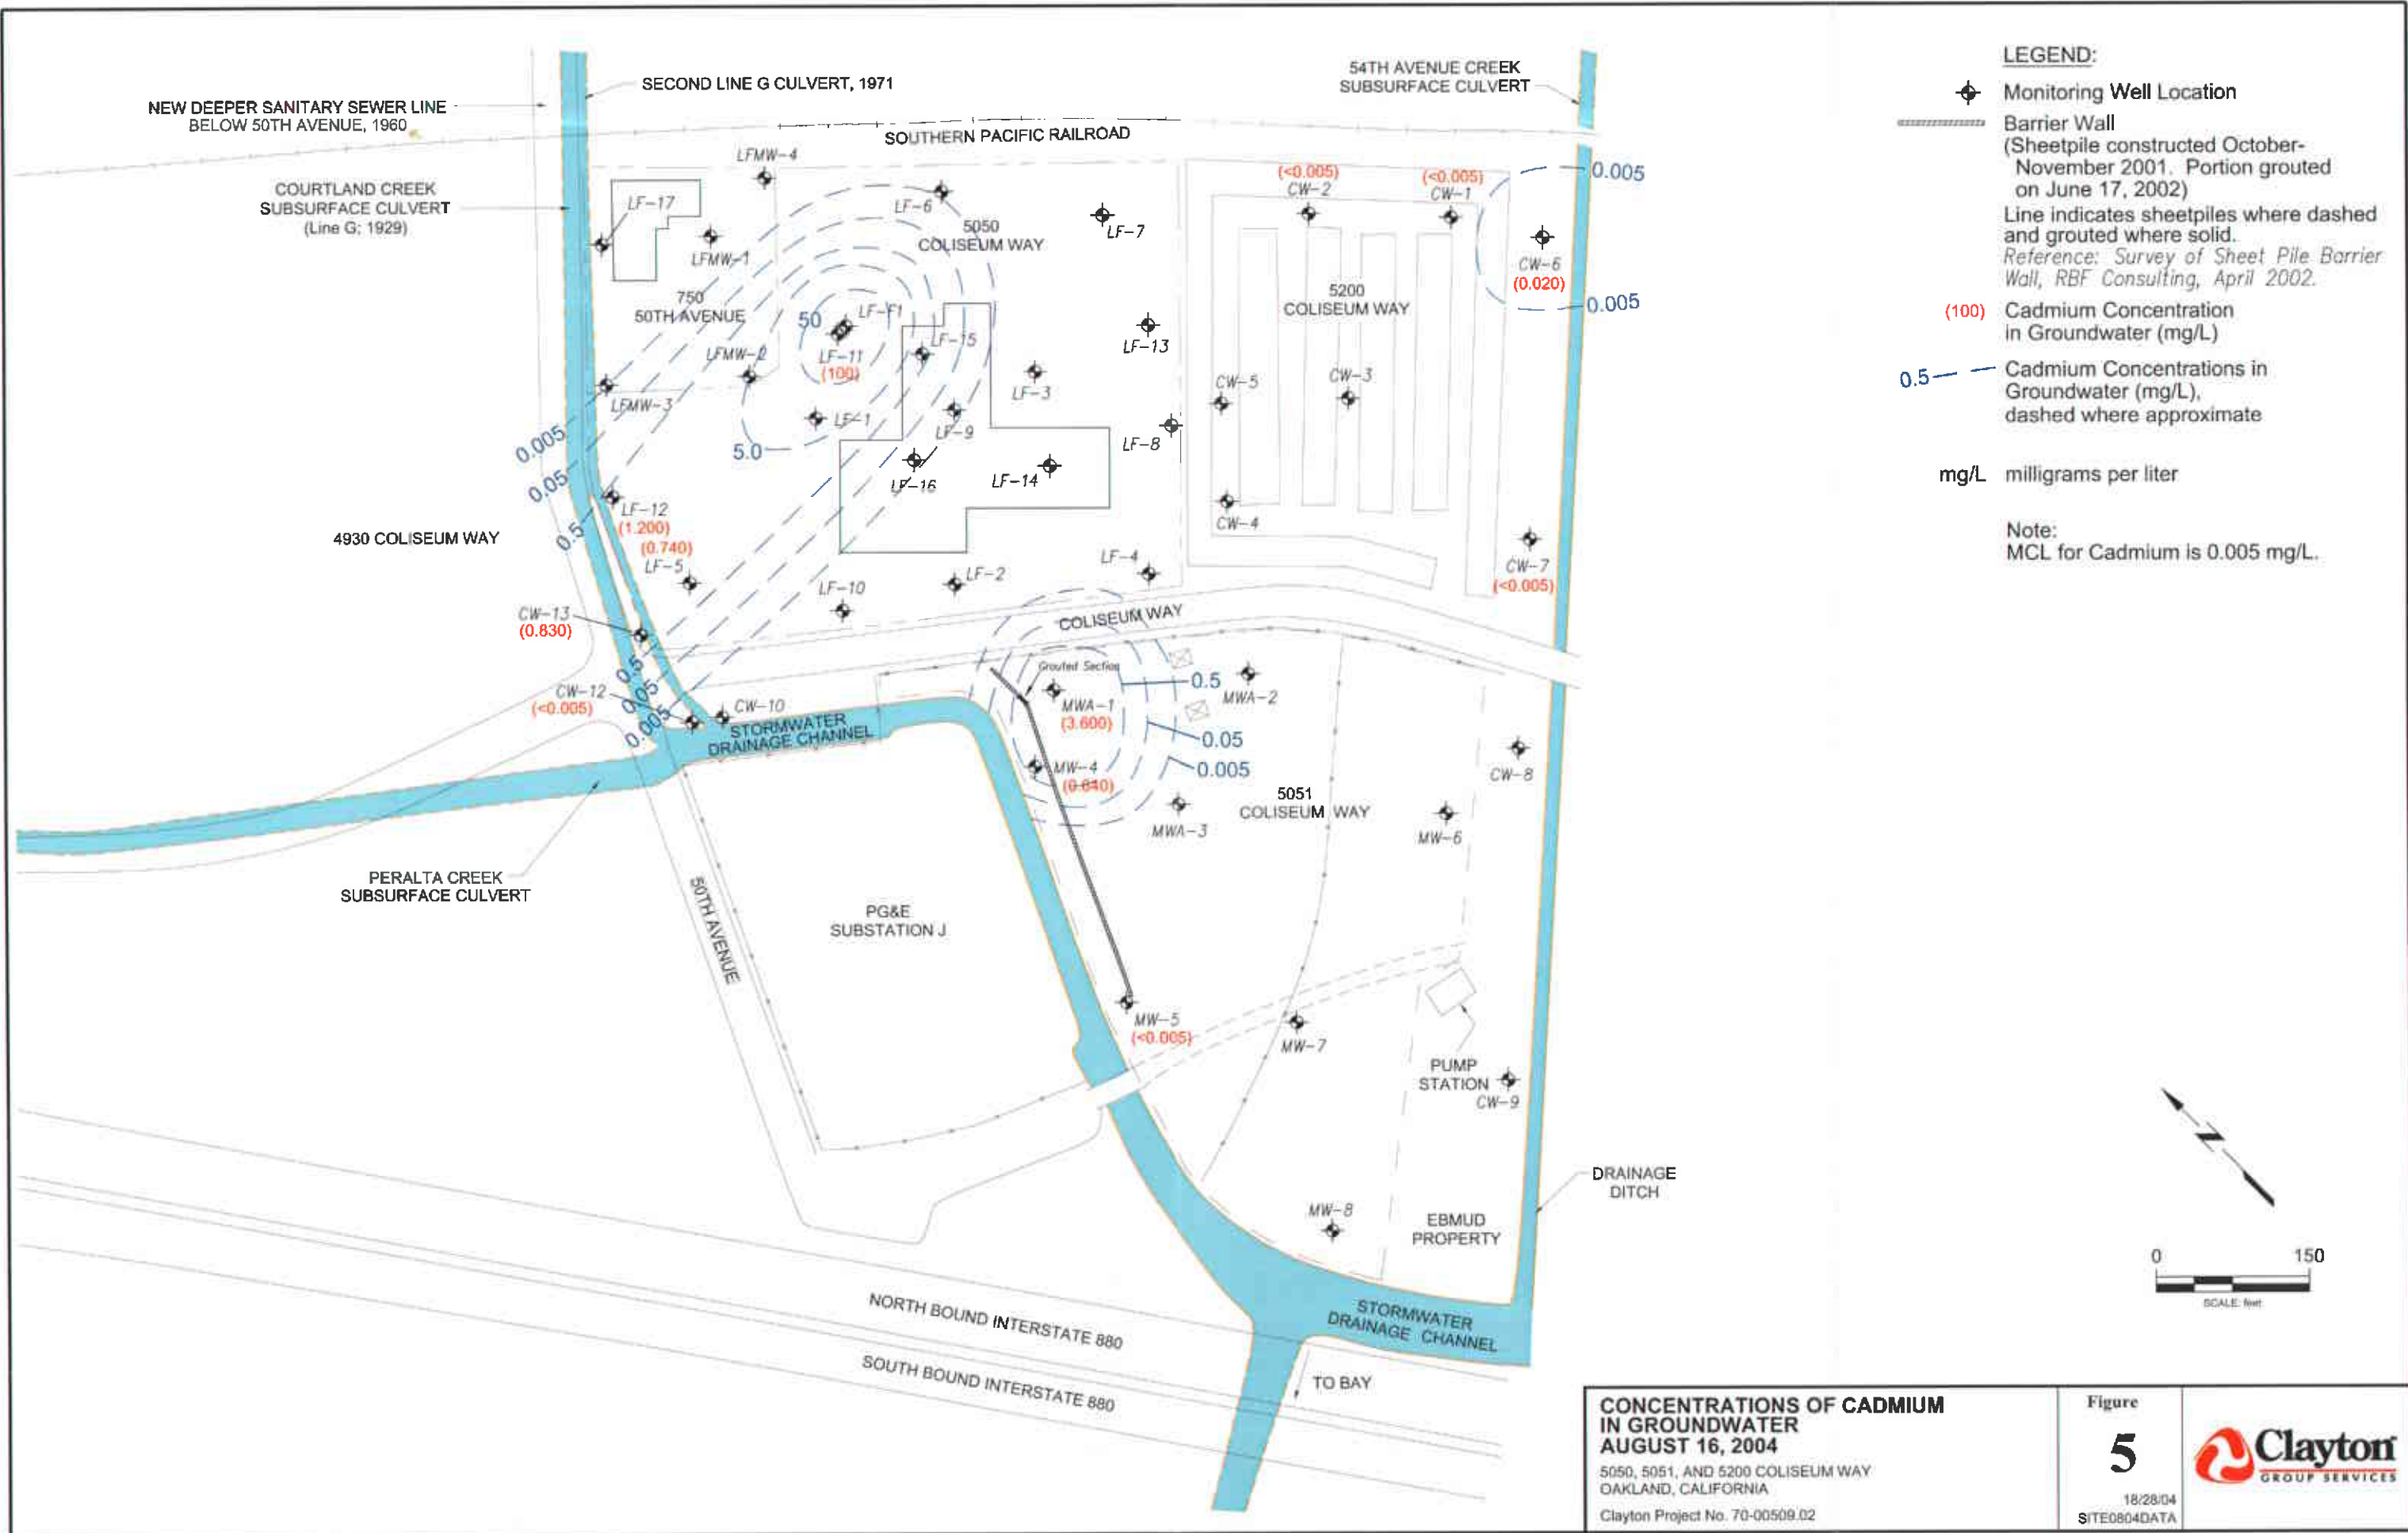 NEW DEEPER SANITARY SEWER LINE
BELOW 50TH AVENUE, 1960
SECOND LINE G CULVERT, 1971
54TH AVENUE CREEK
SUBSURFACE CULVERT
SOUTHERN PACIFIC RAILROAD
COURTLAND CREEK
SUBSURFACE CULVERT
(Line G; 1929)
LFMW-4
LF-17
LFMW-1
LF-6
5050
COLISEUM WAY
LF-7
(<0.005)
CW-2
(<0.005)
CW-1
0.005
CW-6
(0.020)
0.005
750
50TH AVENUE
50
LF-F1
LF-11
(100)
LF-15
LFMW-2
LFMW-3
LF-1
5.0
LF-9
LF-3
LF-13
5200
COLISEUM WAY
CW-5
CW-3
LF-8
LF-16
LF-14
CW-4
0.005
0.05
0.5
LF-12
(1.200)
(0.740)
LF-5
4930 COLISEUM WAY
LF-10
LF-2
LF-4
CW-7
(<0.005)
CW-13
(0.830)
COLISEUM WAY
0.5
0.05
0.005
CW-12
(<0.005)
CW-10
STORMWATER
DRAINAGE CHANNEL
Grouted Section
MWA-1
(3.600)
0.5
MWA-2
0.05
0.005
MW-4
(0.640)
MWA-3
5051
COLISEUM WAY
CW-8
MW-6
PERALTA CREEK
SUBSURFACE CULVERT
50TH AVENUE
PG&E
SUBSTATION J
MW-5
(<0.005)
MW-7
PUMP
STATION
CW-9
DRAINAGE
DITCH
MW-8
EBMUD
PROPERTY
NORTH BOUND INTERSTATE 880
SOUTH BOUND INTERSTATE 880
STORMWATER
DRAINAGE CHANNEL
TO BAY
LEGEND:
Monitoring Well Location
Barrier Wall
(Sheetpile constructed October-
November 2001. Portion grouted
on June 17, 2002)
Line indicates sheetpiles where dashed
and grouted where solid.
Reference: Survey of Sheet Pile Barrier
Wall, RBF Consulting, April 2002.
(100) Cadmium Concentration
in Groundwater (mg/L)
0.5 Cadmium Concentrations in
Groundwater (mg/L),
dashed where approximate
mg/L milligrams per liter
Note:
MCL for Cadmium is 0.005 mg/L.
Z
0 150
SCALE: feet
CONCENTRATIONS OF CADMIUM
IN GROUNDWATER
AUGUST 16, 2004
5050, 5051, AND 5200 COLISEUM WAY
OAKLAND, CALIFORNIA
Clayton Project No. 70-00509.02
Figure
5
18/28/04
SITE0804DATA
Clayton
GROUP SERVICES